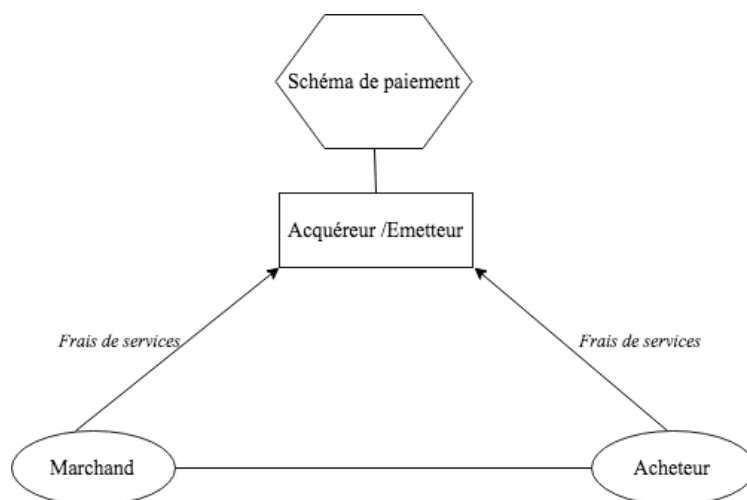 Schéma de paiement
Acquéreur /Emetteur
Frais de services
Frais de services
Marchand
Acheteur